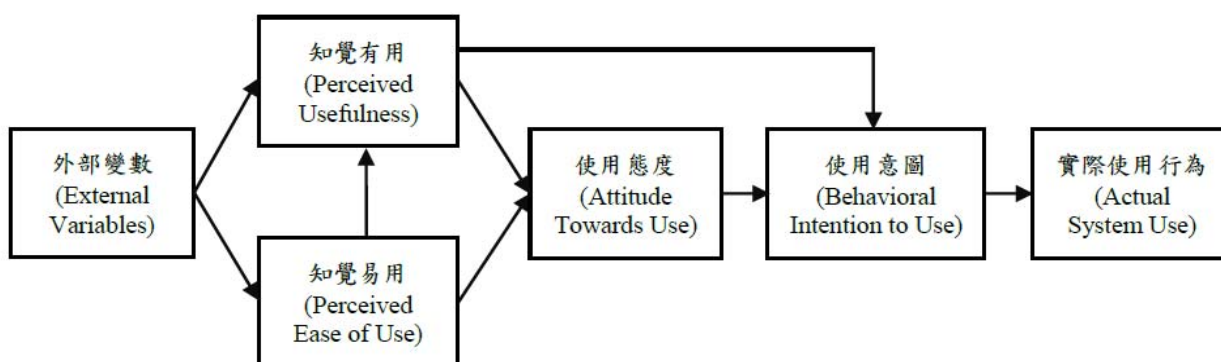 外部變數
(External
Variables)
知覺有用
(Perceived
Usefulness)
知覺易用
(Perceived
Ease of Use)
使用態度
(Attitude
Towards Use)
使用意圖
(Behavioral
Intention to Use)
實際使用行為
(Actual
System Use)